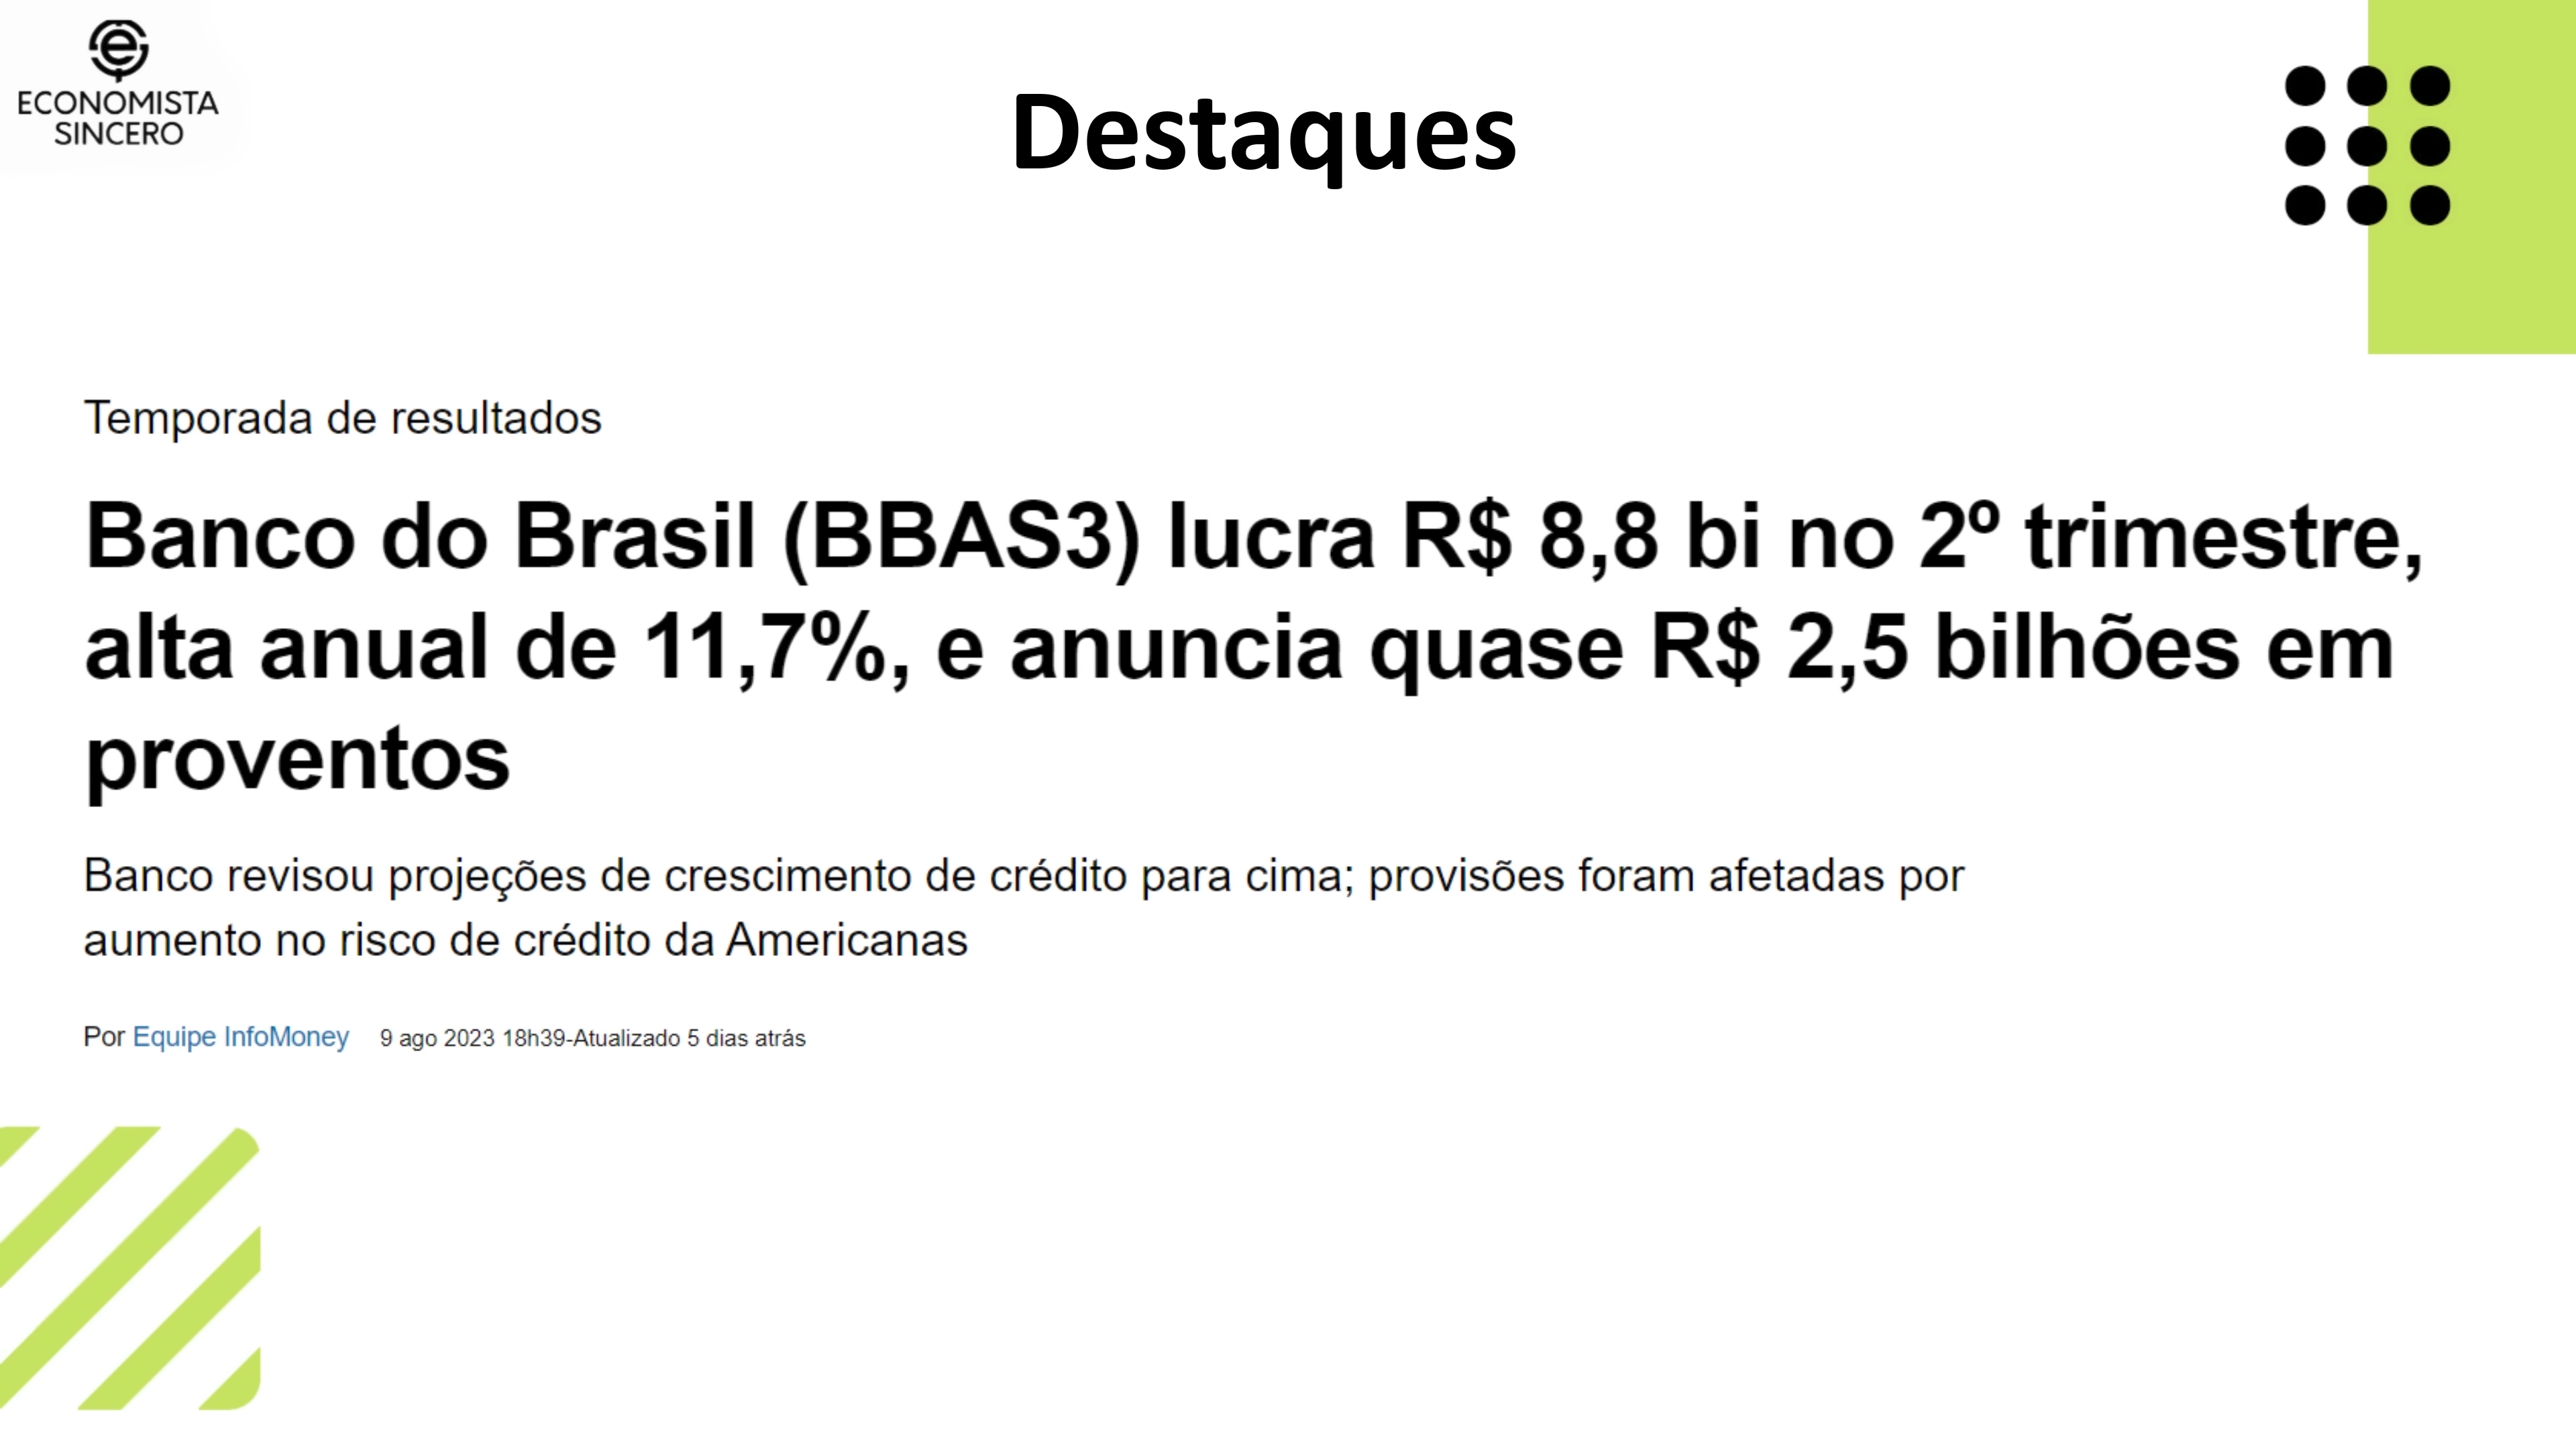 ECONOMISTA
SINCERO
Destaques
Temporada de resultados
Banco do Brasil (BBAS3) lucra R$ 8,8 bi no 2º trimestre,
alta anual de 11,7%, e anuncia quase R$ 2,5 bilhões em
proventos
Banco revisou projeções de crescimento de crédito para cima; provisões foram afetadas por
aumento no risco de crédito da Americanas
Por Equipe InfoMoney 9 ago 2023 18h39-Atualizado 5 dias atrás